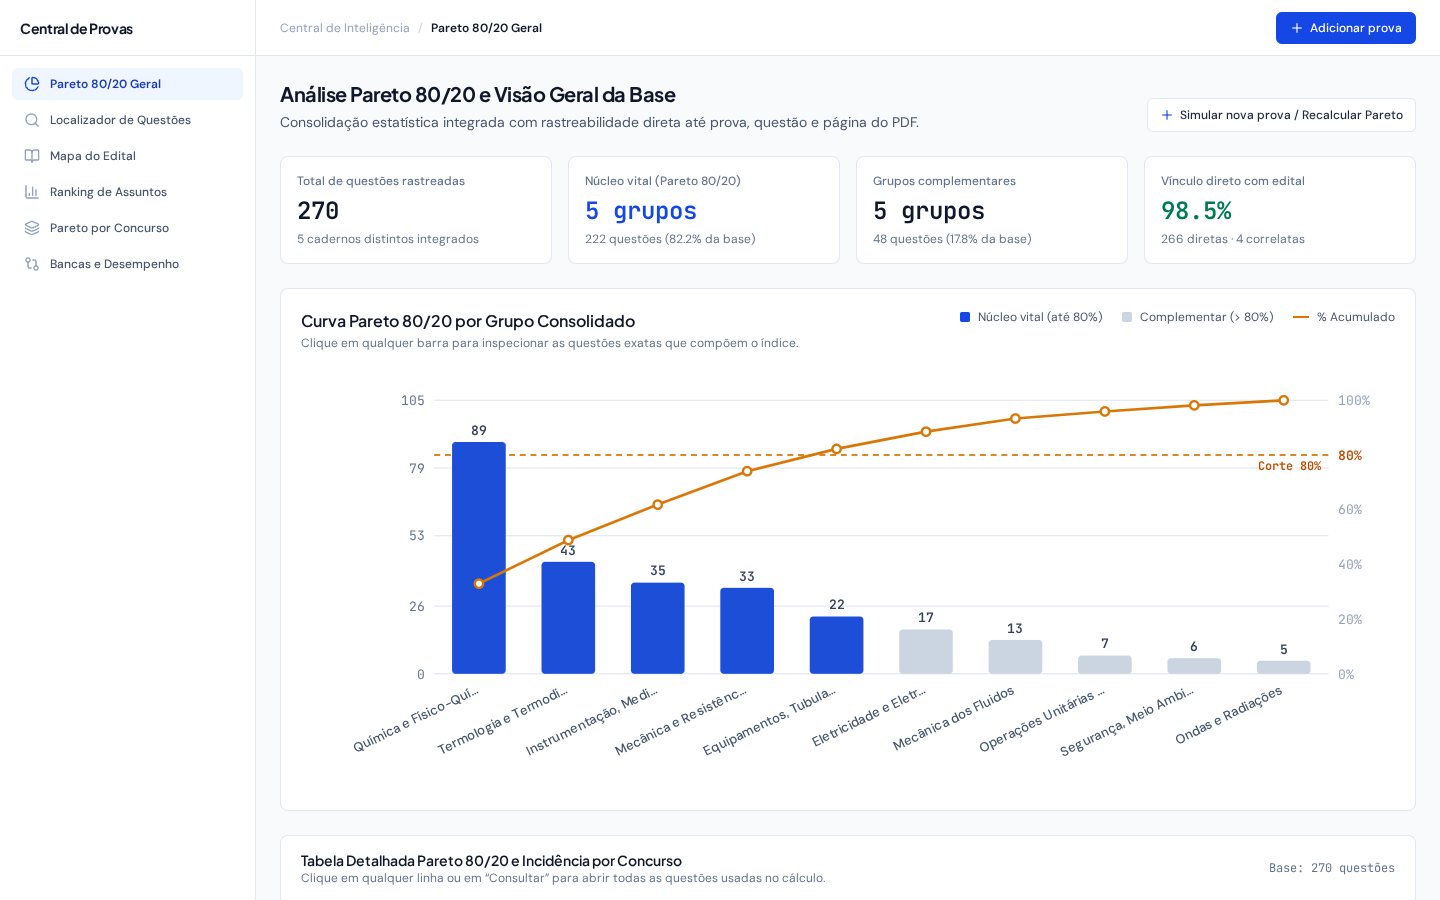 Central de Provas
Central de Inteligência / Pareto 80/20 Geral
Adicionar prova
Pareto 80/20 Geral
Localizador de Questões
Mapa do Edital
Ranking de Assuntos
Pareto por Concurso
Bancas e Desempenho
Análise Pareto 80/20 e Visão Geral da Base
Consolidação estatística integrada com rastreabilidade direta até prova, questão e página do PDF.
Simular nova prova / Recalcular Pareto
Total de questões rastreadas
270
5 cadernos distintos integrados
Núcleo vital (Pareto 80/20)
5 grupos
222 questões (82.2% da base)
Grupos complementares
5 grupos
48 questões (17.8% da base)
Vínculo direto com edital
98.5%
266 diretas · 4 correlatas
Curva Pareto 80/20 por Grupo Consolidado
Clique em qualquer barra para inspecionar as questões exatas que compõem o índice.
Núcleo vital (até 80%)
Complementar (> 80%)
% Acumulado
105
79
53
26
0
100%
80%
Corte 80%
60%
40%
20%
0%
89
43
35
33
22
17
13
7
6
5
Química e Físico-Quí...
Termologia e Termodi...
Instrumentação, Medi...
Mecânica e Resistênc...
Equipamentos, Tubula...
Eletricidade e Eletr...
Mecânica dos Fluidos
Operações Unitárias ...
Segurança, Meio Ambi...
Ondas e Radiações
Tabela Detalhada Pareto 80/20 e Incidência por Concurso
Clique em qualquer linha ou em “Consultar” para abrir todas as questões usadas no cálculo.
Base: 270 questões